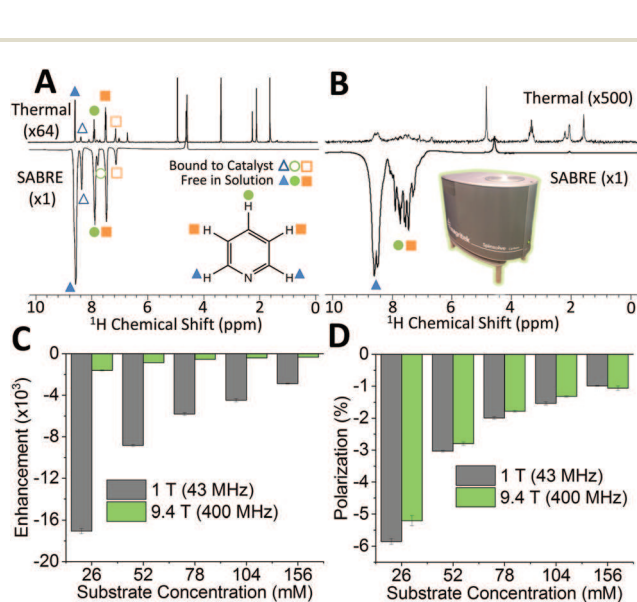 A
Thermal
(x64)
SABRE
(x1)
Bound to Catalyst
Free in Solution
H
H
H
H
N
H
10 8 6 4 2 0
¹H Chemical Shift (ppm)
B
Thermal (x500)
SABRE (x1)
10 8 6 4 2 0
¹H Chemical Shift (ppm)
C
Enhancement (x10³)
0
-4
-8
-12
-16
-20
1 T (43 MHz)
9.4 T (400 MHz)
26 52 78 104 156
Substrate Concentration (mM)
D
Polarization (%)
0
-1
-2
-3
-4
-5
-6
1 T (43 MHz)
9.4 T (400 MHz)
26 52 78 104 156
Substrate Concentration (mM)